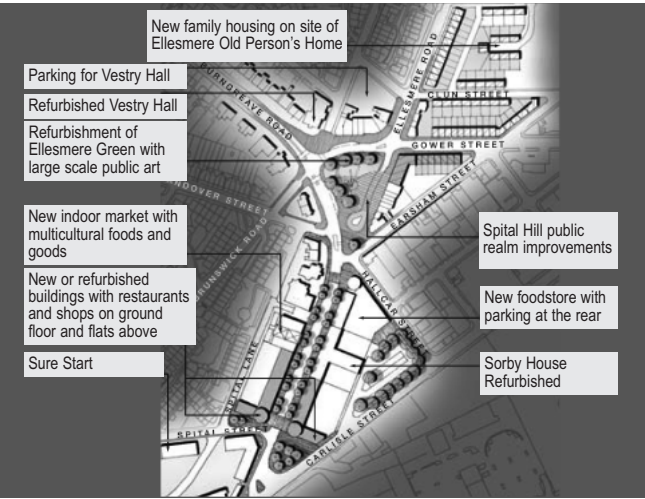 New family housing on site of
Ellesmere Old Person's Home
Parking for Vestry Hall
Refurbished Vestry Hall
Refurbishment of
Ellesmere Green with
large scale public art
New indoor market with
multicultural foods and
goods
New or refurbished
buildings with restaurants
and shops on ground
floor and flats above
Sure Start
Spital Hill public
realm improvements
New foodstore with
parking at the rear
Sorby House
Refurbished
BURNGREAVE ROAD
ELLESMERE ROAD
CLUN STREET
GOWER STREET
EARSHAM STREET
ANDOVER STREET
BRUNSWICK ROAD
HALLCAR STREET
SPITAL LANE
SPITAL STREET
CARLISLE STREET